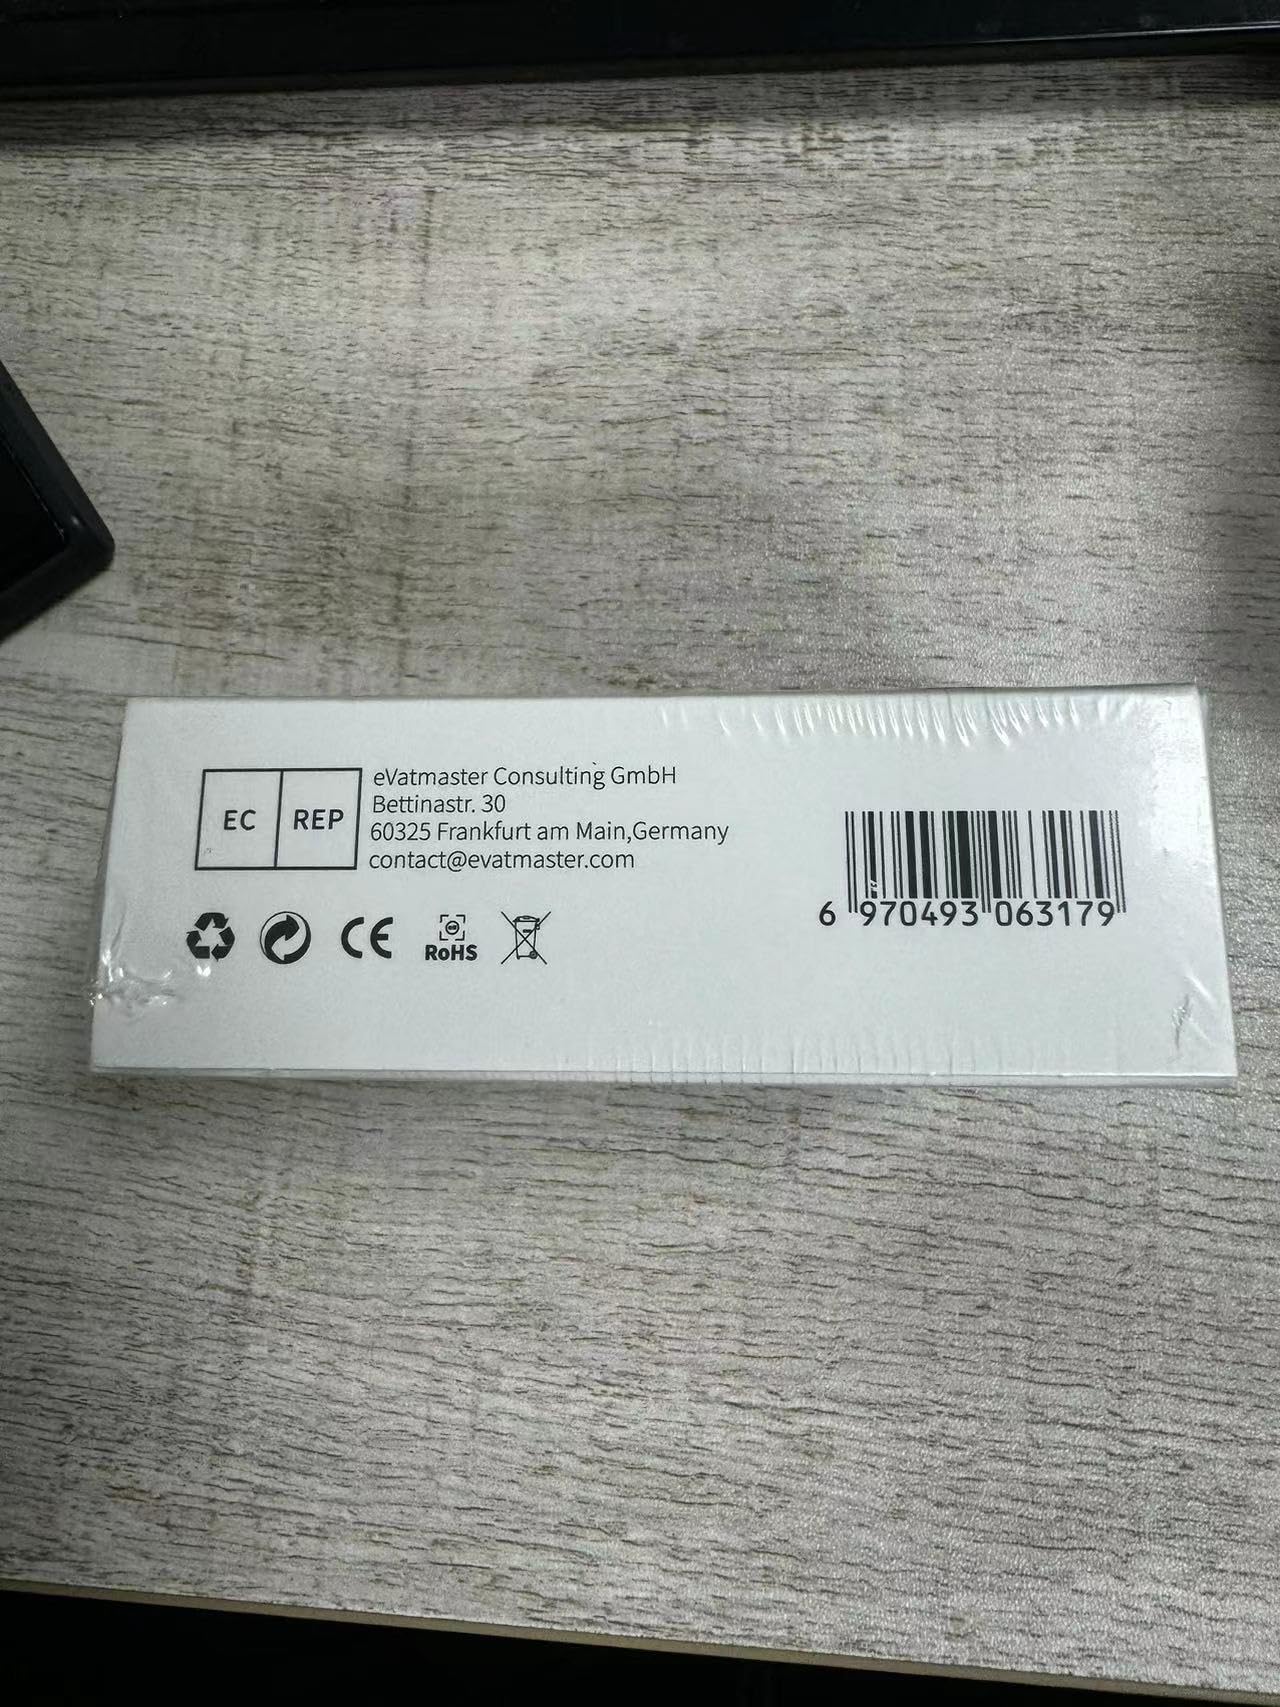 EC REP
eVatmaster Consulting GmbH
Bettinastr. 30
60325 Frankfurt am Main,Germany
contact@evatmaster.com
CE
RoHS
6 970493 063179